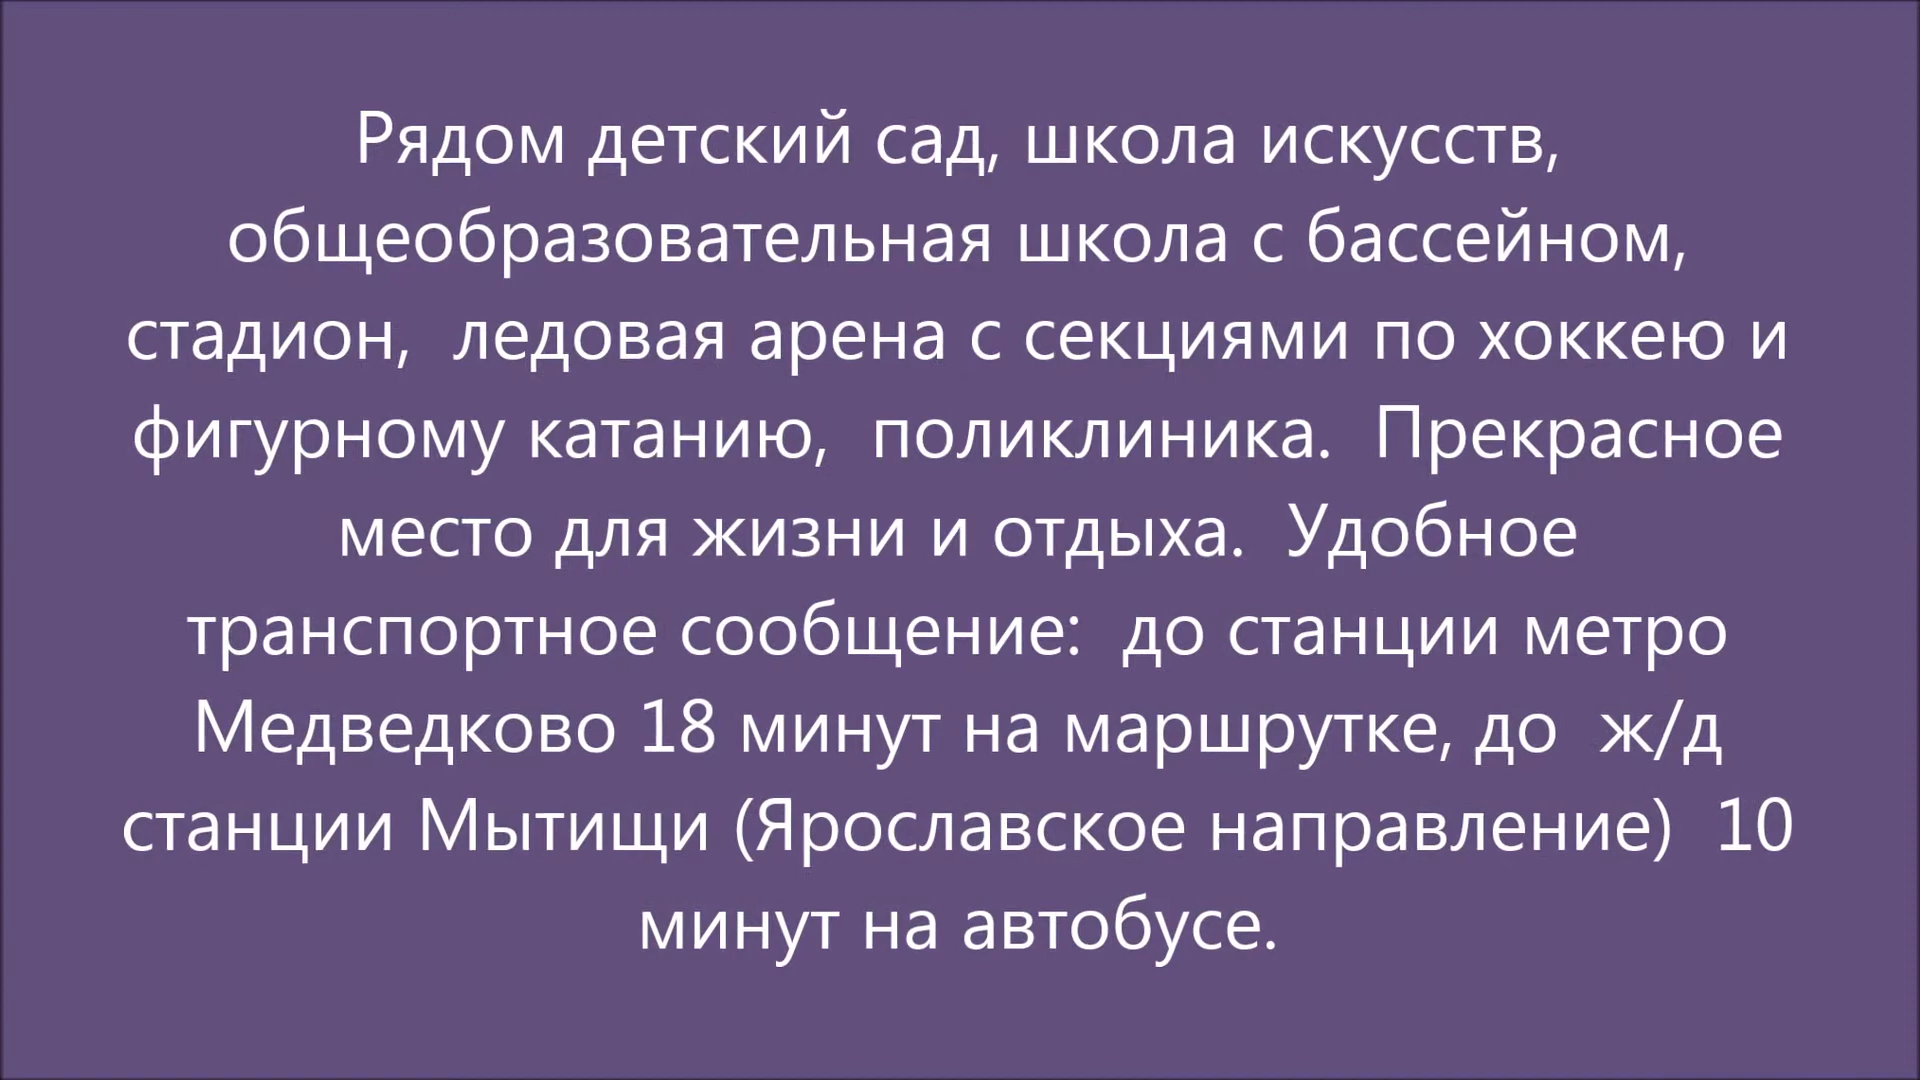 Рядом детский сад, школа искусств,
общеобразовательная школа с бассейном,
стадион,  ледовая арена с секциями по хоккею и
фигурному катанию,  поликлиника.  Прекрасное
место для жизни и отдыха.  Удобное
транспортное сообщение:  до станции метро
Медведково 18 минут на маршрутке, до  ж/д
станции Мытищи (Ярославское направление)  10
минут на автобусе.